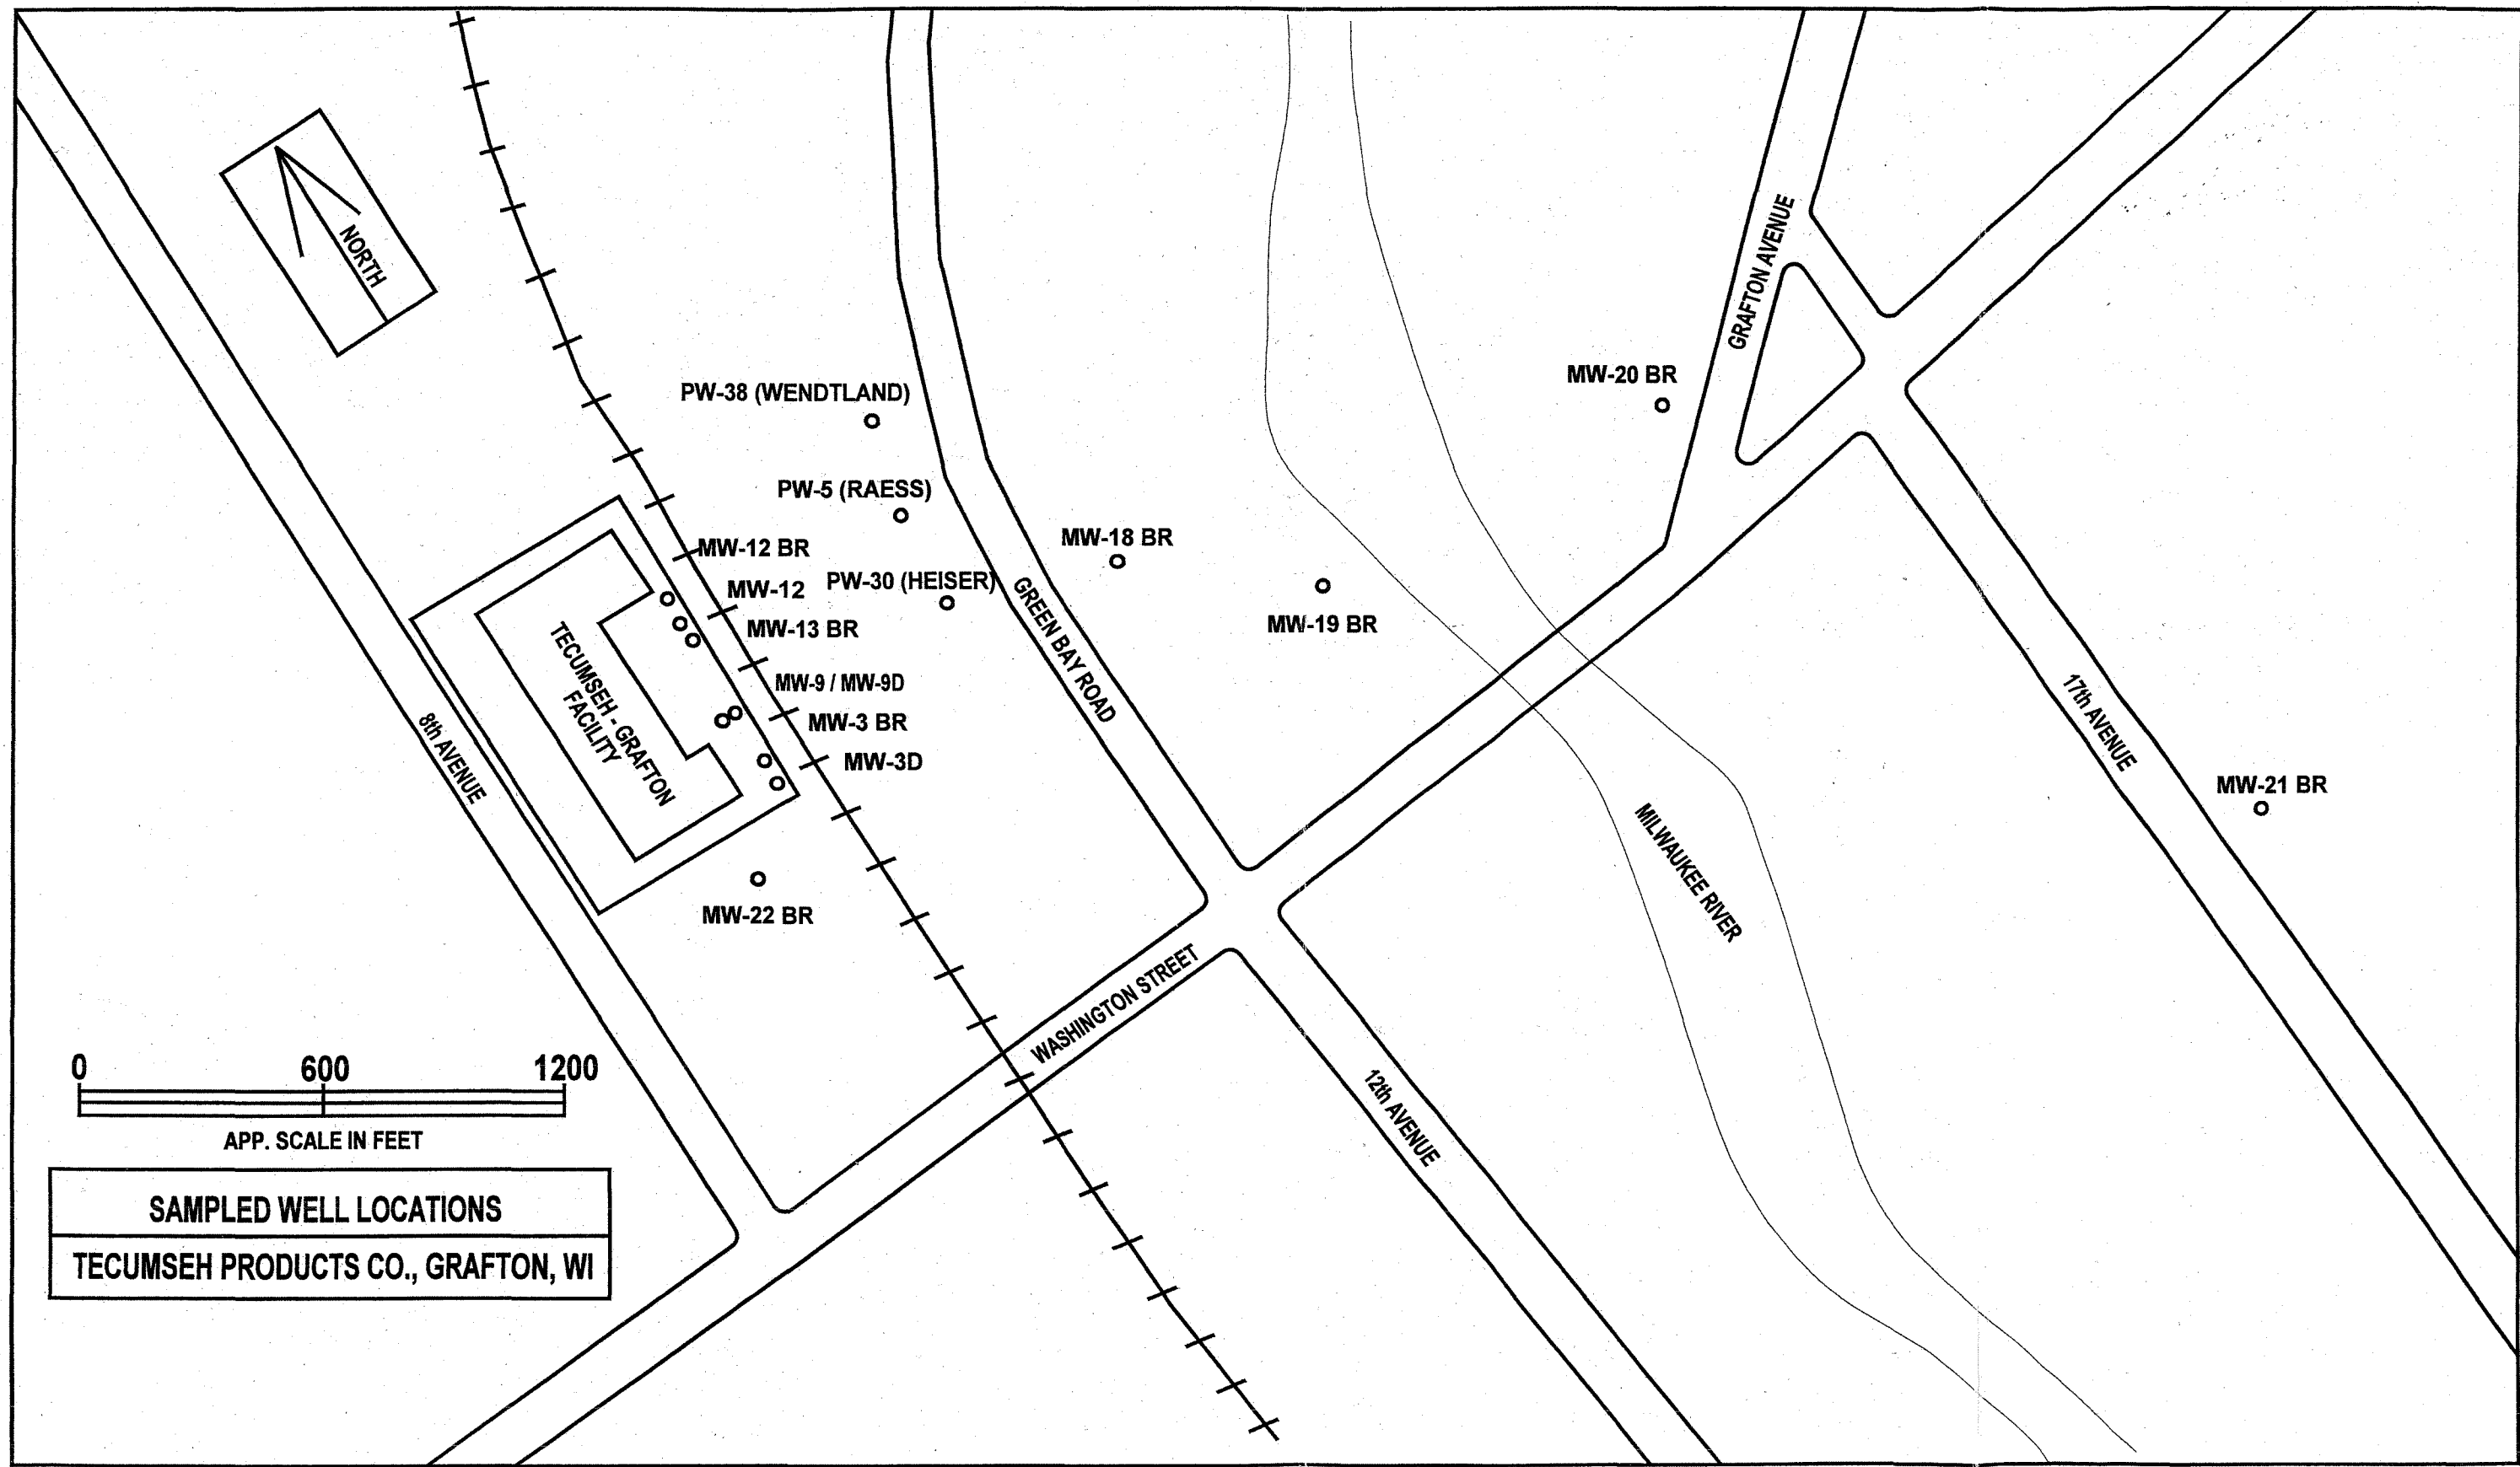 NORTH
GRAFTON AVENUE
PW-38 (WENDTLAND)
MW-20 BR
PW-5 (RAESS)
MW-12 BR
MW-18 BR
MW-12
PW-30 (HEISER)
MW-13 BR
MW-19 BR
GREEN BAY ROAD
TECUMSEH - GRAFTON
FACILITY
MW-9 / MW-9D
MW-3 BR
MW-3D
8th AVENUE
17th AVENUE
MW-21 BR
MILWAUKEE RIVER
MW-22 BR
WASHINGTON STREET
12th AVENUE
0 600 1200
APP. SCALE IN FEET
SAMPLED WELL LOCATIONS
TECUMSEH PRODUCTS CO., GRAFTON, WI